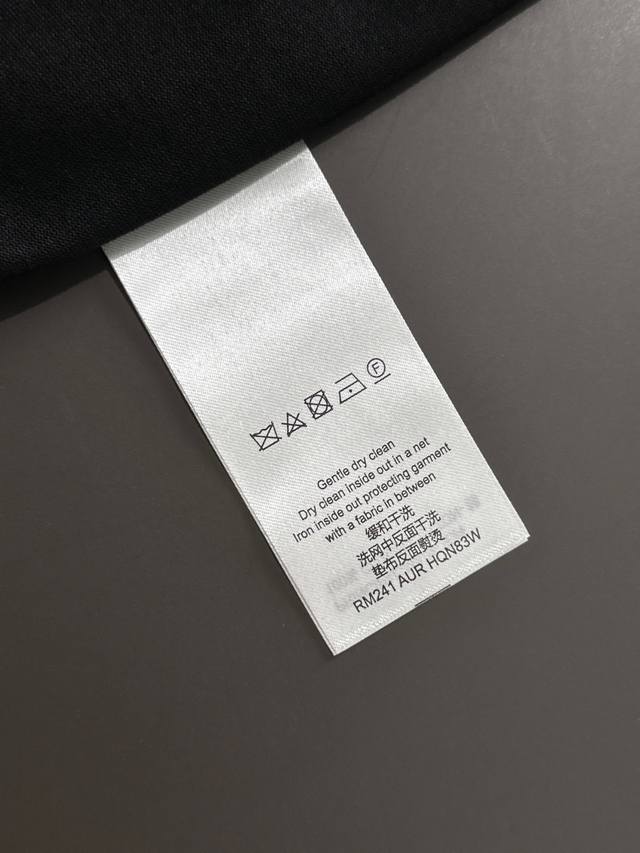 F
Gentle dry clean
Dry clean inside out in a net
Iron inside out protecting garment
with a fabric in between
缓和干洗
洗网中反面干洗
垫布反面熨烫
RM241 AUR HQN83W